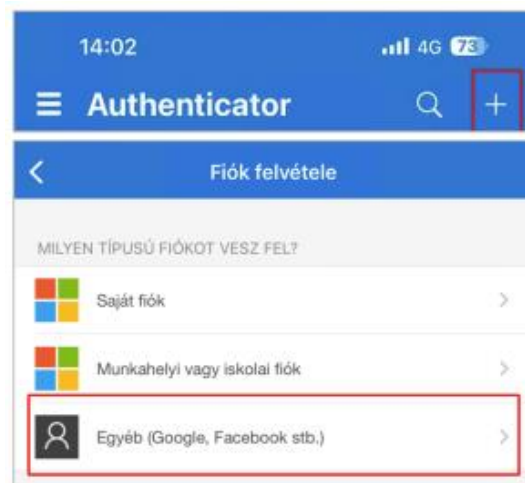 14:02 4G 73
Authenticator
Fiók felvétele
MILYEN TÍPUSÚ FIÓKOT VESZ FEL?
Saját fiók
Munkahelyi vagy iskolai fiók
Egyéb (Google, Facebook stb.)